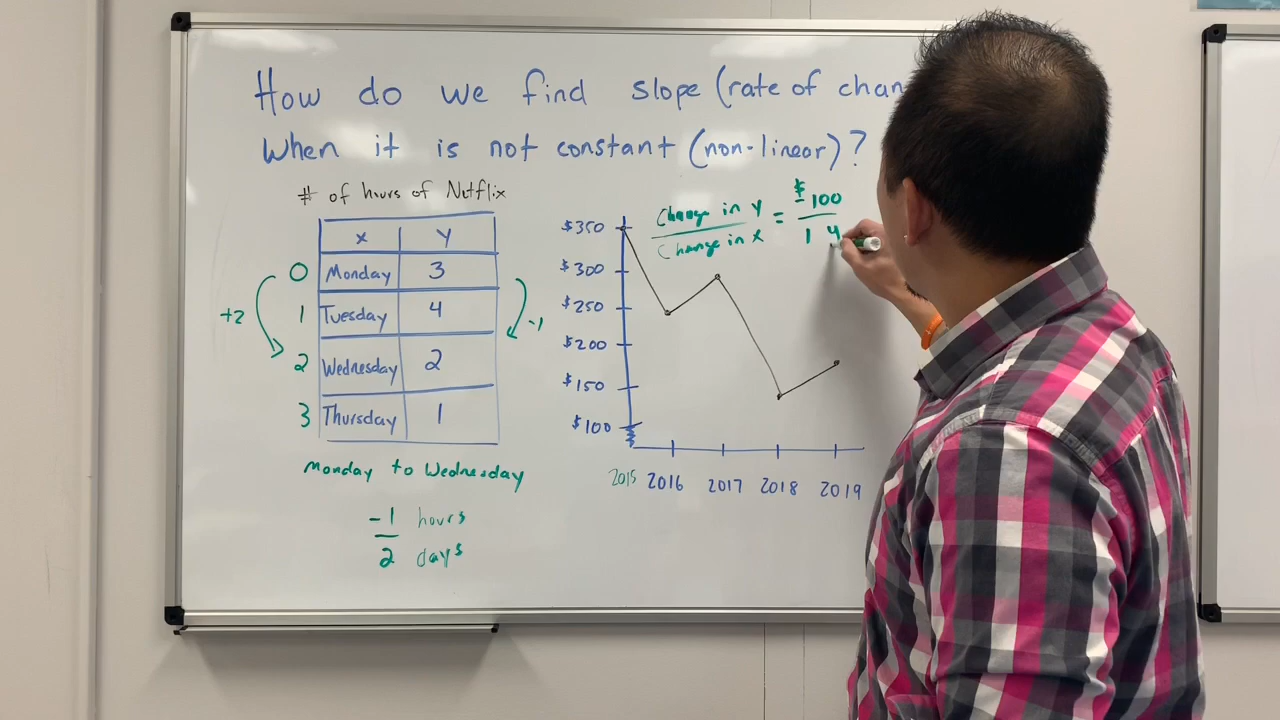 How do we find slope (rate of chan
When it is not constant (non-linear)?
# of hours of Netflix
x y
0 Monday 3
1 Tuesday 4
2 Wednesday 2
3 Thursday 1
+2
-1
Monday to Wednesday
-1 hours
2 days
Change in y = $-100
Change in x 1 y
$350
$300
$250
$200
$150
$100
2015 2016 2017 2018 2019